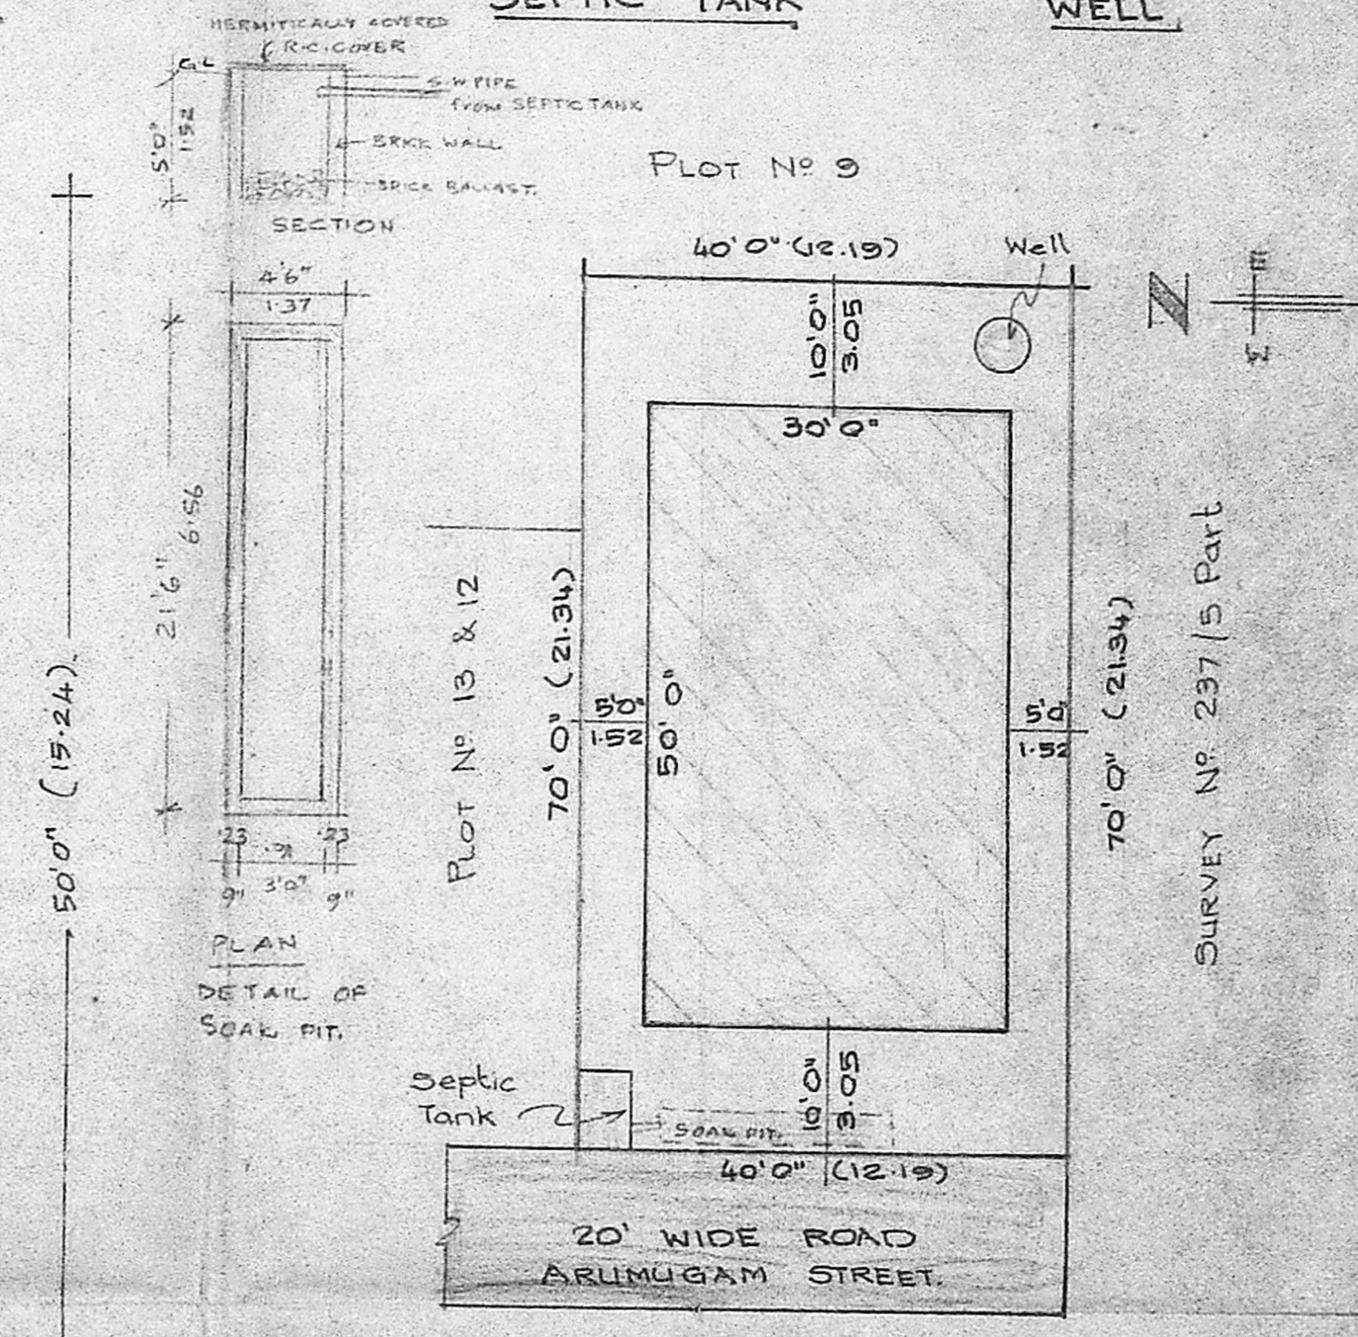 SEPTIC TANK
WELL.
HERMITICALLY COVERED
R.C.COVER
GL
S.W PIPE
from SEPTIC TANK
5'0"
1.52
BRICK WALL
BRICK BALLAST.
SECTION
4'6"
1.37
21'6"
6.56
.23
.91
.23
9"
3'0"
9"
PLAN
DETAIL OF
SOAK PIT.
50'0" (15.24)
PLOT Nº 9
40'0" (12.19)
Well
10'0"
3.05
30'0"
N
E
W
PLOT Nº 13 & 12
70'0" (21.34)
5'0"
1.52
50'0"
5'0"
1.52
70'0" (21.34)
SURVEY Nº 237/5 Part
Septic
Tank
SOAK PIT.
10'0"
3.05
40'0" (12.19)
20' WIDE ROAD
ARUMUGAM STREET.